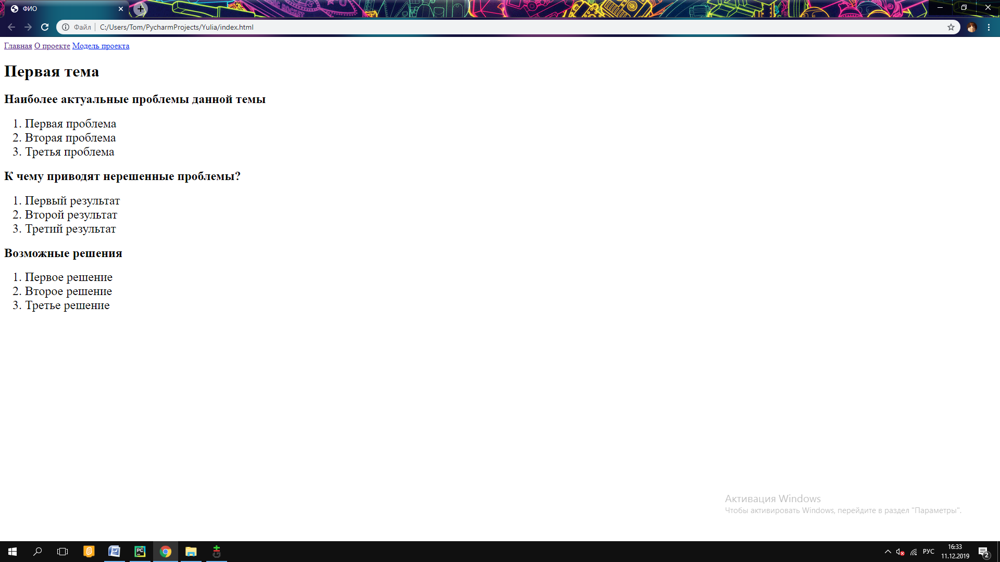 ФИО
Файл C:/Users/Tom/PycharmProjects/Yulia/index.html
Главная О проекте Модель проекта
Первая тема
Наиболее актуальные проблемы данной темы
1. Первая проблема
2. Вторая проблема
3. Третья проблема
К чему приводят нерешенные проблемы?
1. Первый результат
2. Второй результат
3. Третий результат
Возможные решения
1. Первое решение
2. Второе решение
3. Третье решение
Активация Windows
Чтобы активировать Windows, перейдите в раздел "Параметры".
РУС
16:33
11.12.2019
2